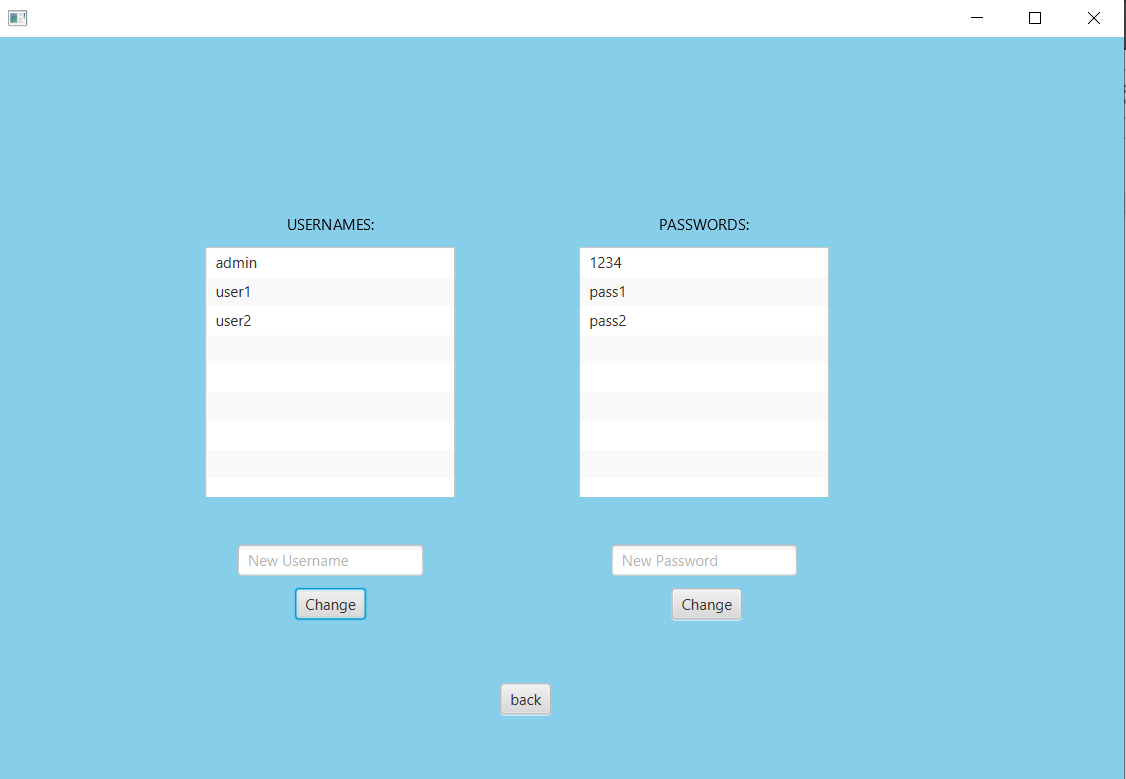 USERNAMES:
admin
user1
user2
New Username
Change
PASSWORDS:
1234
pass1
pass2
New Password
Change
back